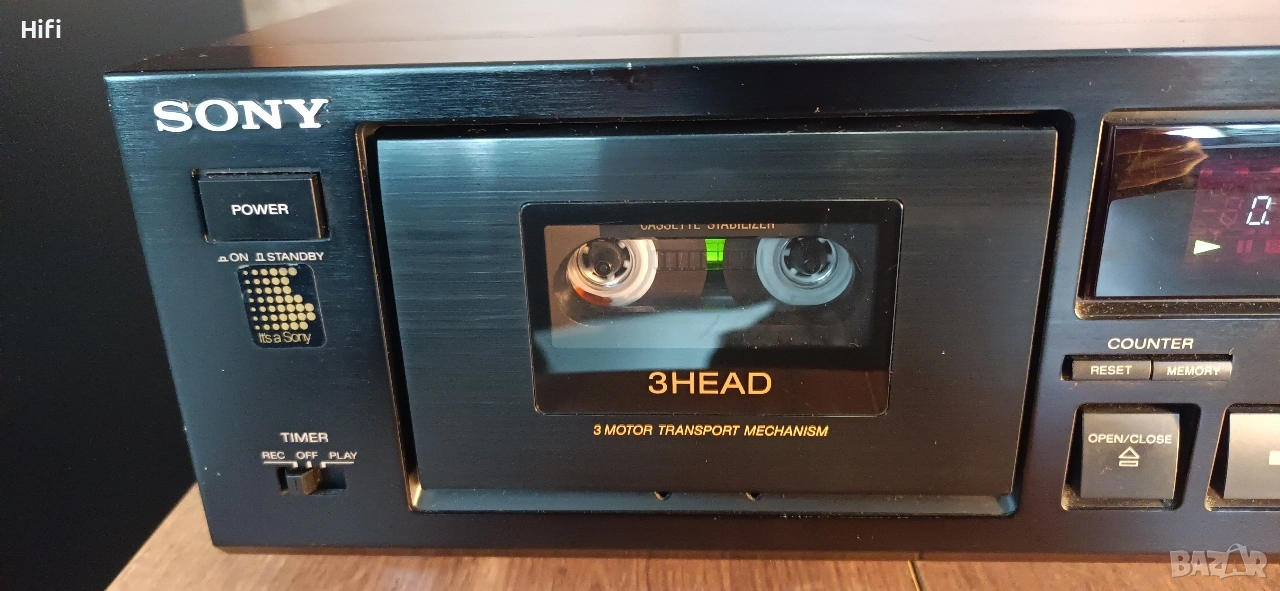 Hifi
SONY
POWER
ON STANDBY
It's a Sony
TIMER
REC OFF PLAY
CASSETTE STABILIZER
3HEAD
3 MOTOR TRANSPORT MECHANISM
0.
COUNTER
RESET MEMORY
OPEN/CLOSE
BAZAR